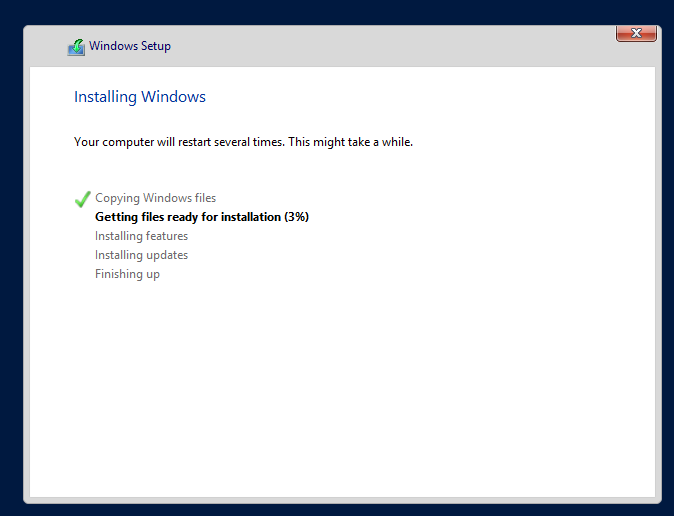 Windows Setup
Installing Windows
Your computer will restart several times. This might take a while.
Copying Windows files
Getting files ready for installation (3%)
Installing features
Installing updates
Finishing up